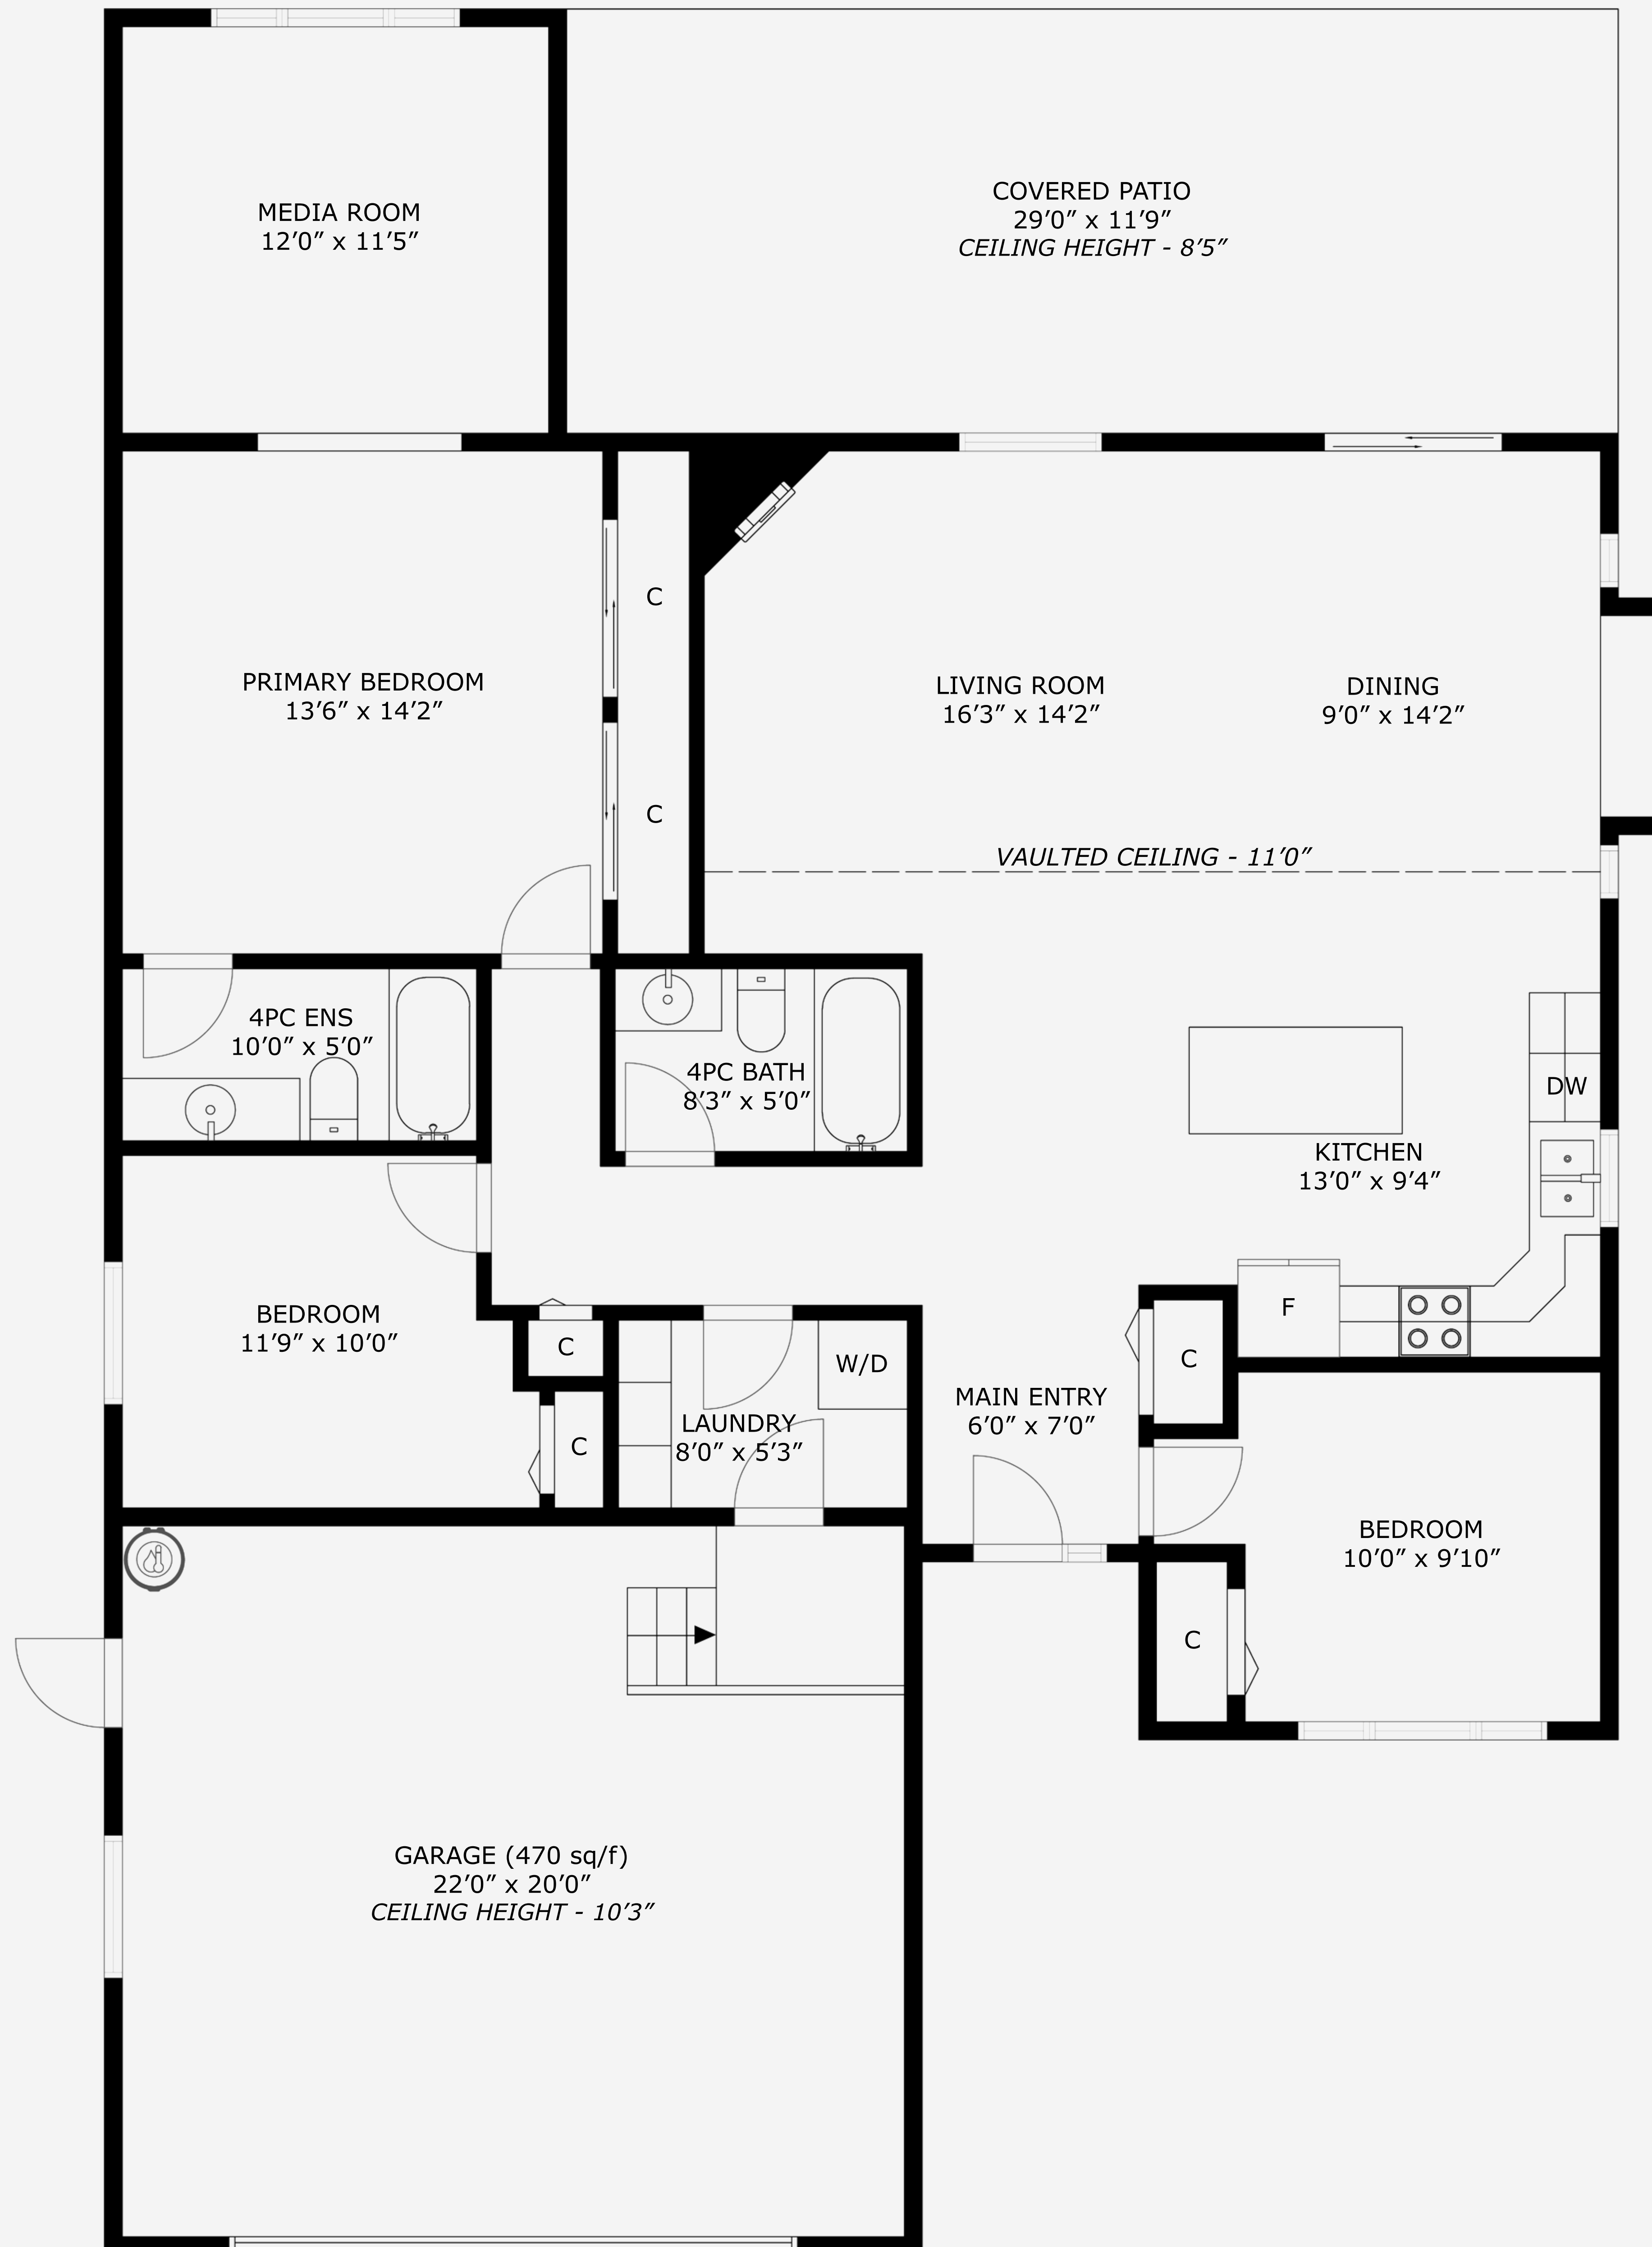 COVERED PATIO
29’0” x 11’9”
CEILING HEIGHT - 8’5”
MEDIA ROOM
12’0” x 11’5”
C
PRIMARY BEDROOM
13’6” x 14’2”
LIVING ROOM
16’3” x 14’2”
DINING
9’0” x 14’2”
C
VAULTED CEILING - 11’0”
4PC ENS
10’0” x 5’0”
4PC BATH
8’3” x 5’0”
DW
KITCHEN
13’0” x 9’4”
F
BEDROOM
11’9” x 10’0”
C
W/D
C
MAIN ENTRY
6’0” x 7’0”
LAUNDRY
8’0” x 5’3”
C
BEDROOM
10’0” x 9’10”
C
GARAGE (470 sq/f)
22’0” x 20’0”
CEILING HEIGHT - 10’3”